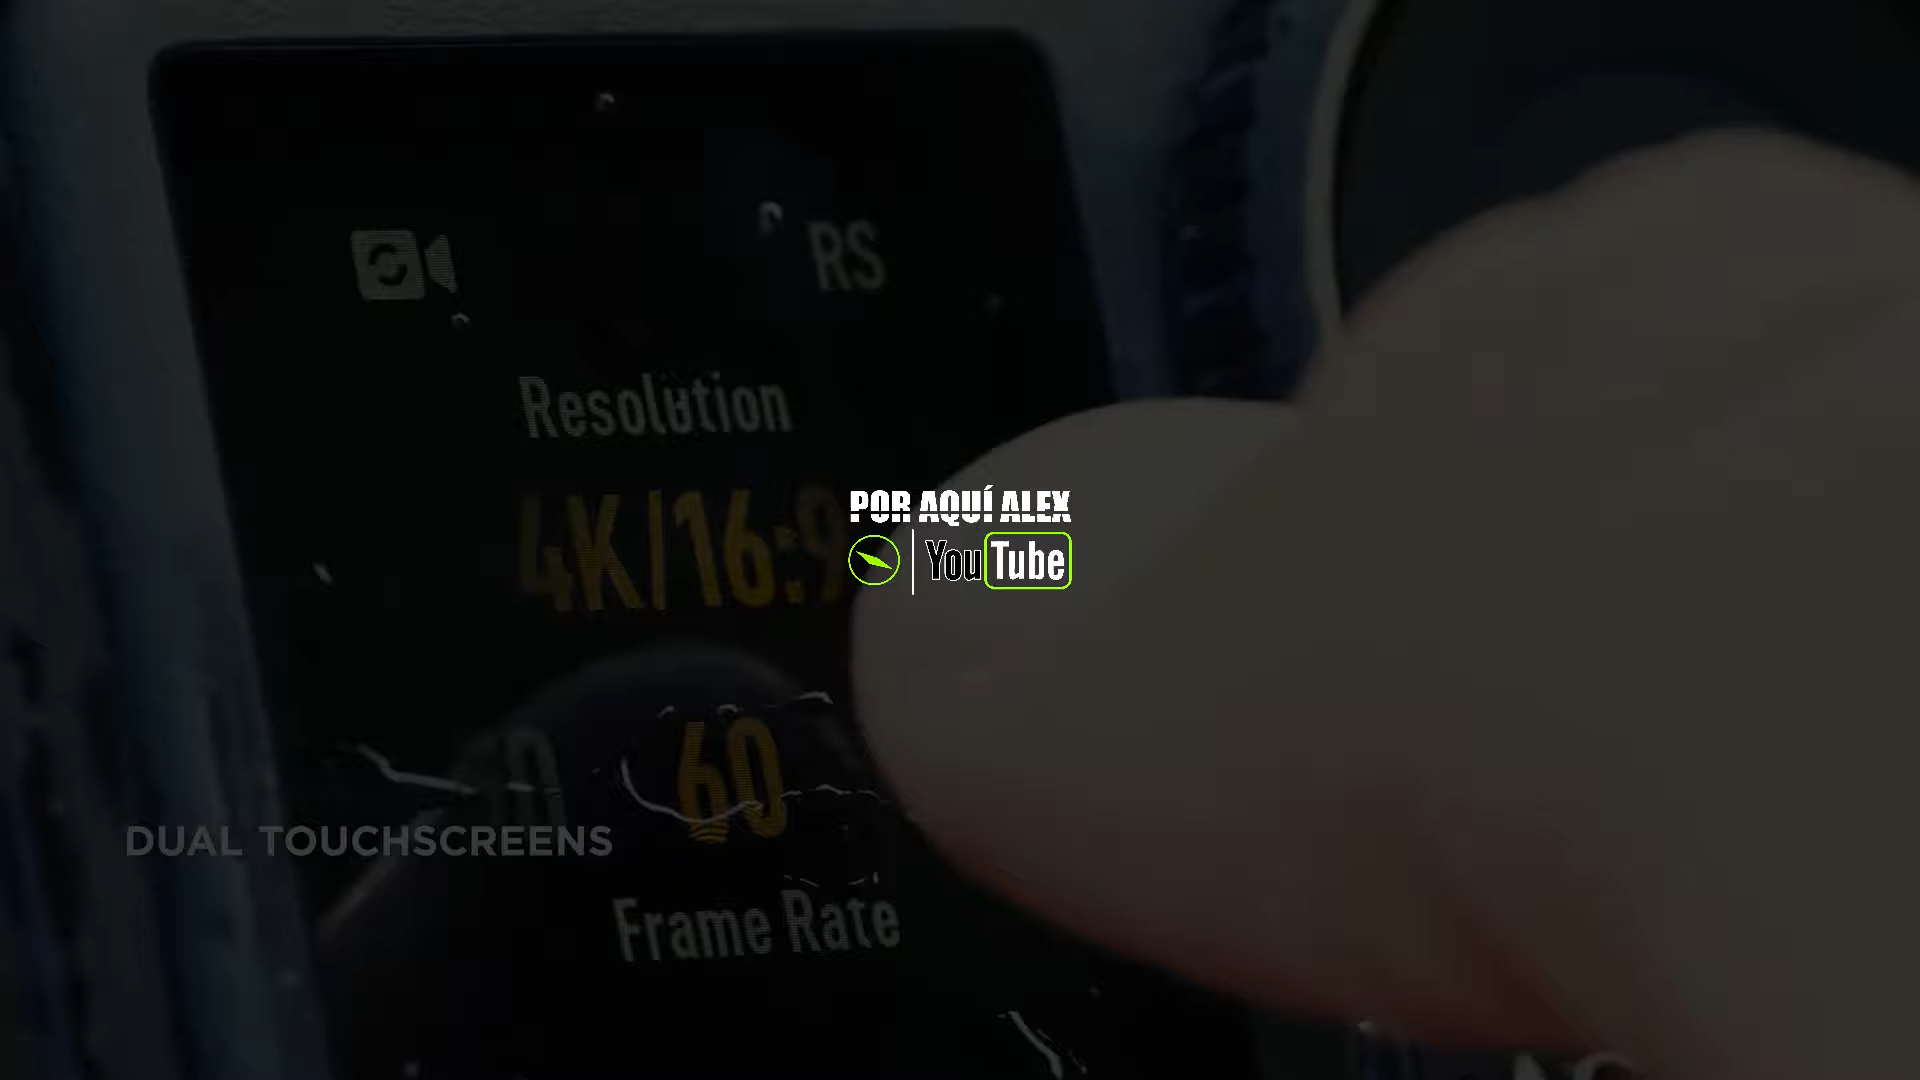 RS
Resolution
4K/16:9
POR AQUÍ ALEX
YouTube
60
DUAL TOUCHSCREENS
Frame Rate